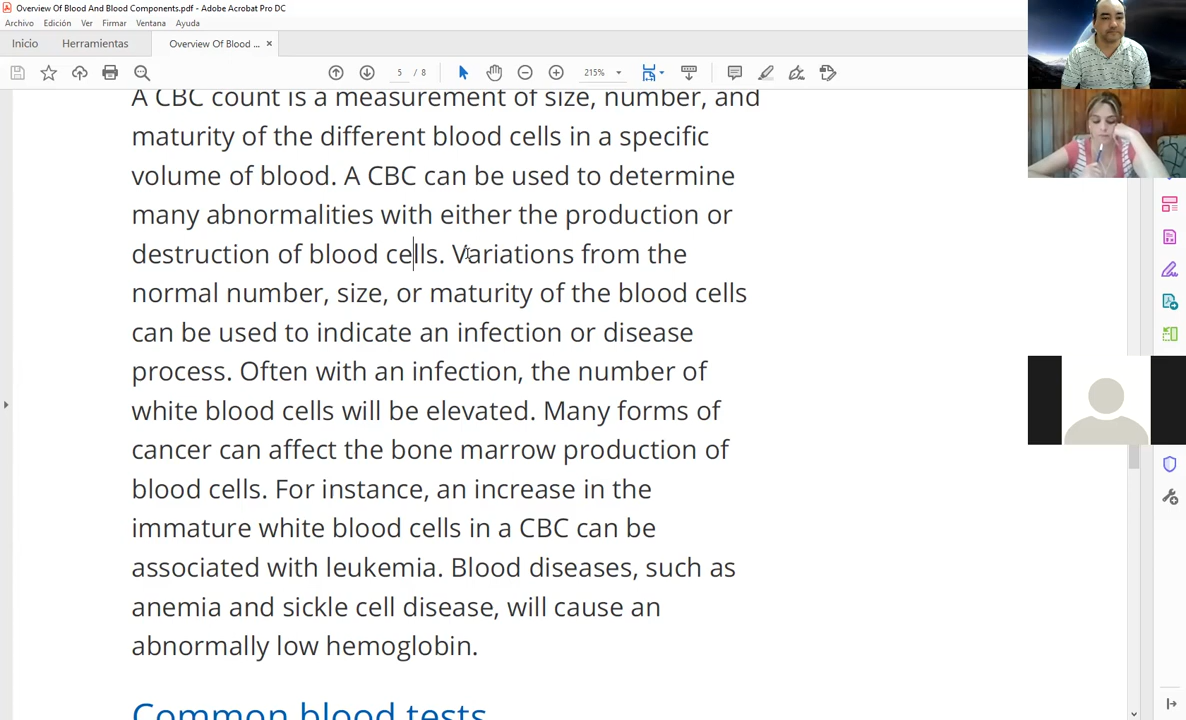 Overview Of Blood And Blood Components.pdf - Adobe Acrobat Pro DC
Archivo Edición Ver Firmar Ventana Ayuda
Inicio Herramientas Overview Of Blood ... ×
5 / 8 215%
A CBC count is a measurement of size, number, and
maturity of the different blood cells in a specific
volume of blood. A CBC can be used to determine
many abnormalities with either the production or
destruction of blood cells. Variations from the
normal number, size, or maturity of the blood cells
can be used to indicate an infection or disease
process. Often with an infection, the number of
white blood cells will be elevated. Many forms of
cancer can affect the bone marrow production of
blood cells. For instance, an increase in the
immature white blood cells in a CBC can be
associated with leukemia. Blood diseases, such as
anemia and sickle cell disease, will cause an
abnormally low hemoglobin.
Common blood tests